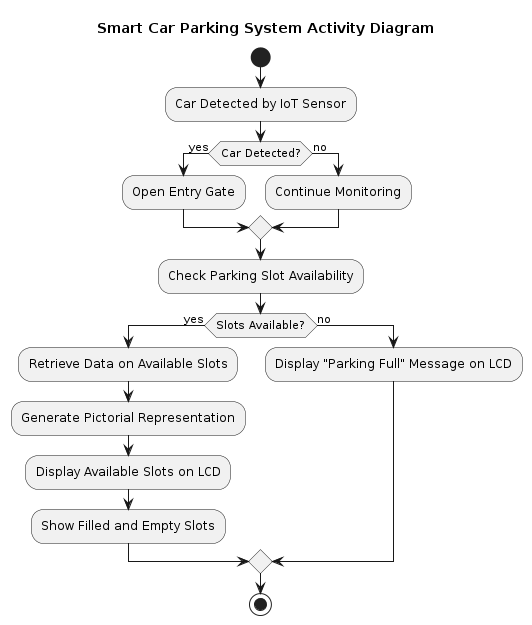 Smart Car Parking System Activity Diagram
Car Detected by IoT Sensor
yes
Car Detected?
no
Open Entry Gate
Continue Monitoring
Check Parking Slot Availability
yes
Slots Available?
no
Retrieve Data on Available Slots
Display "Parking Full" Message on LCD
Generate Pictorial Representation
Display Available Slots on LCD
Show Filled and Empty Slots